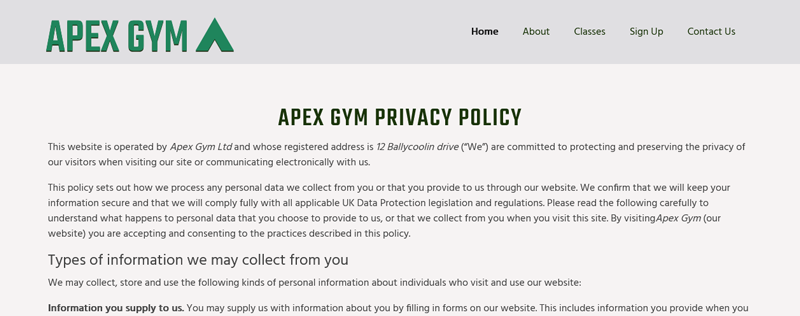 APEX GYM
Home About Classes Sign Up Contact Us
APEX GYM PRIVACY POLICY
This website is operated by Apex Gym Ltd and whose registered address is 12 Ballycoolin drive (“We”) are committed to protecting and preserving the privacy of
our visitors when visiting our site or communicating electronically with us.
This policy sets out how we process any personal data we collect from you or that you provide to us through our website. We confirm that we will keep your
information secure and that we will comply fully with all applicable UK Data Protection legislation and regulations. Please read the following carefully to
understand what happens to personal data that you choose to provide to us, or that we collect from you when you visit this site. By visitingApex Gym (our
website) you are accepting and consenting to the practices described in this policy.
Types of information we may collect from you
We may collect, store and use the following kinds of personal information about individuals who visit and use our website:
Information you supply to us. You may supply us with information about you by filling in forms on our website. This includes information you provide when you